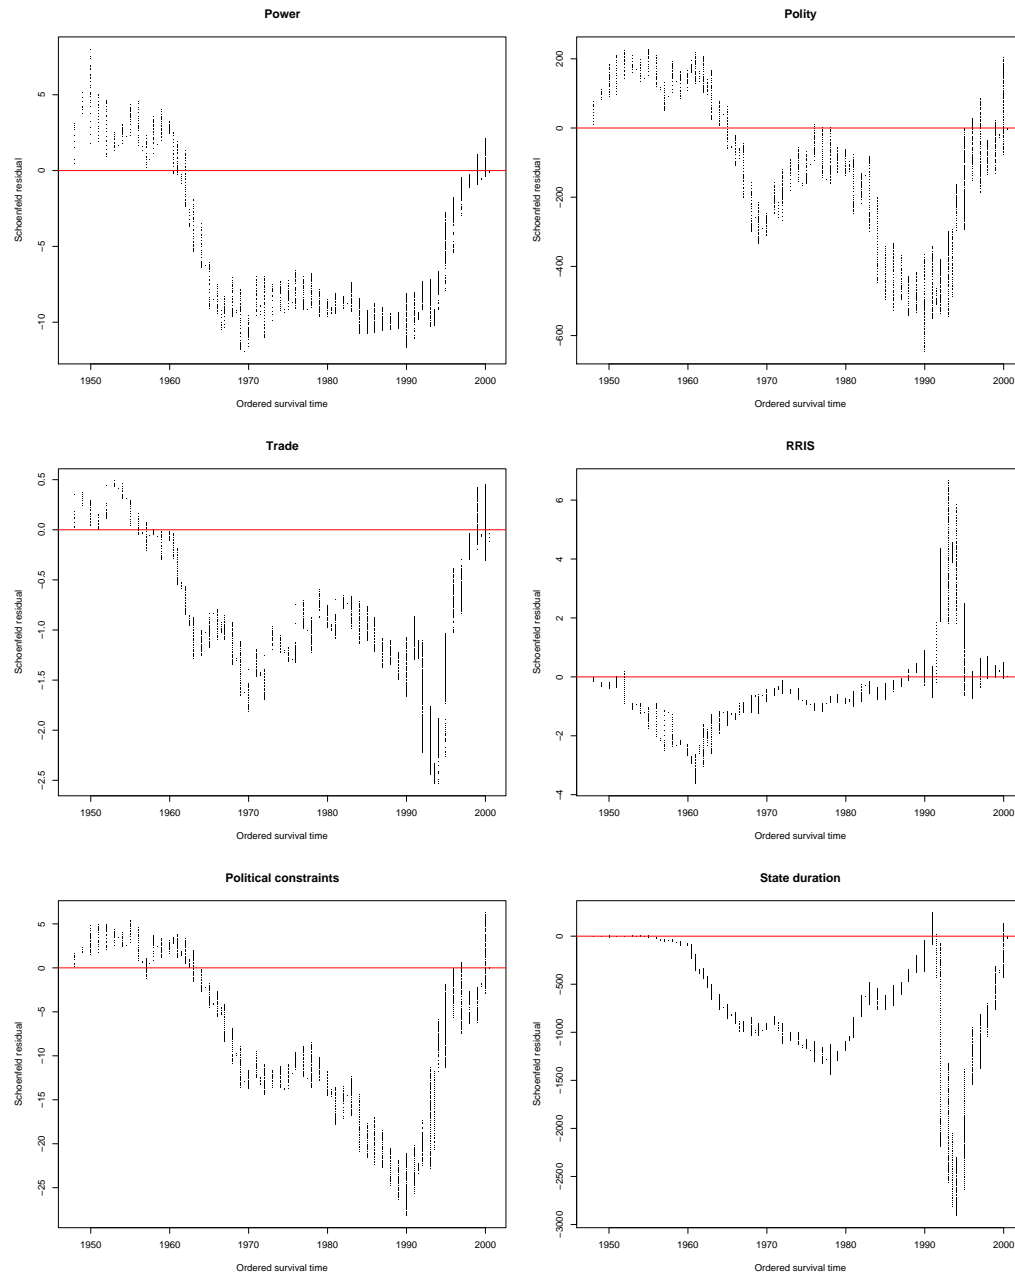 Power
Schoenfeld residual
5
0
−5
−10
1950 1960 1970 1980 1990 2000
Ordered survival time
Polity
Schoenfeld residual
200
0
−200
−400
−600
1950 1960 1970 1980 1990 2000
Ordered survival time
Trade
Schoenfeld residual
0.5
0.0
−0.5
−1.0
−1.5
−2.0
−2.5
1950 1960 1970 1980 1990 2000
Ordered survival time
RRIS
Schoenfeld residual
6
4
2
0
−2
−4
1950 1960 1970 1980 1990 2000
Ordered survival time
Political constraints
Schoenfeld residual
5
0
−5
−10
−15
−20
−25
1950 1960 1970 1980 1990 2000
Ordered survival time
State duration
Schoenfeld residual
0
−500
−1000
−1500
−2000
−2500
−3000
1950 1960 1970 1980 1990 2000
Ordered survival time